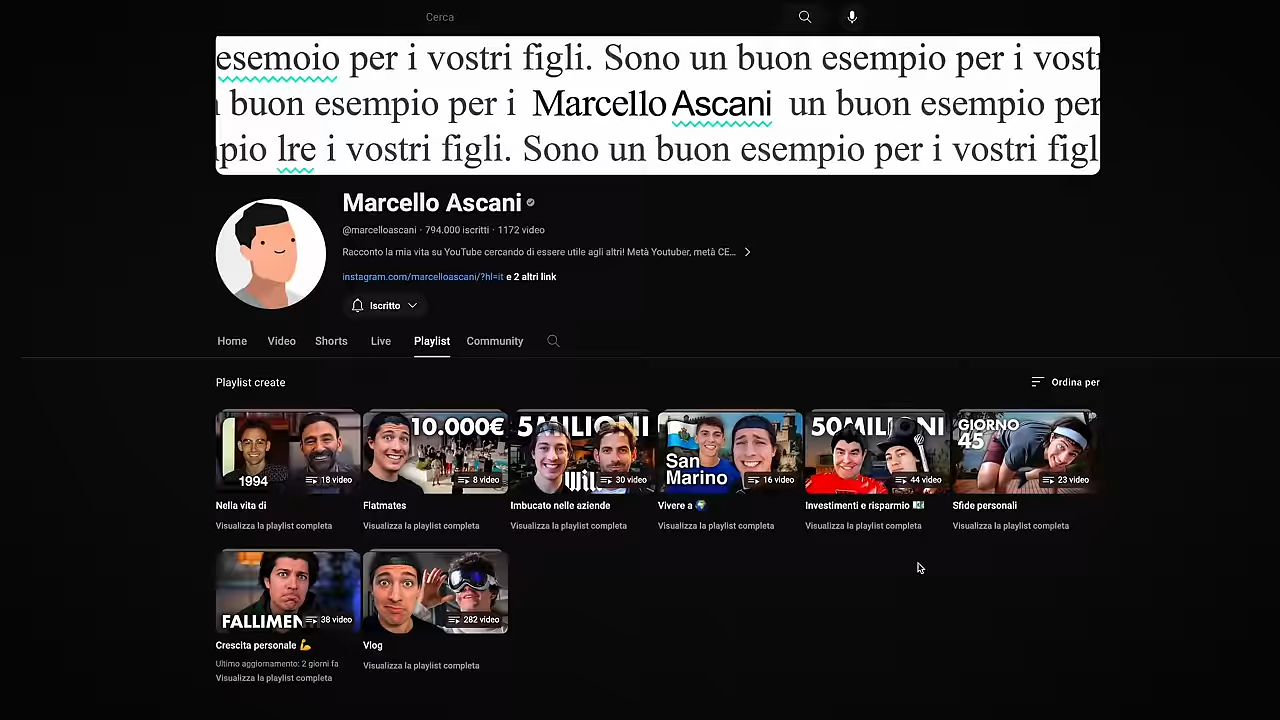 Cerca
esemoio per i vostri figli. Sono un buon esempio per i vostr
buon esempio per i Marcello Ascani un buon esempio per
pio lre i vostri figli. Sono un buon esempio per i vostri figl
Marcello Ascani
@marcelloascani · 794.000 iscritti · 1172 video
Racconto la mia vita su YouTube cercando di essere utile agli altri! Metà Youtuber, metà CE...
instagram.com/marcelloascani/?hl=it e 2 altri link
Iscritto
Home Video Shorts Live Playlist Community
Playlist create Ordina per
1994 18 video
10.000€ 8 video
5 MILIONI 30 video
San Marino 16 video
50 MILIONI 44 video
GIORNO 45 23 video
Nella vita di Flatmates Imbucato nelle aziende Vivere a Investimenti e risparmio Sfide personali
Visualizza la playlist completa Visualizza la playlist completa Visualizza la playlist completa Visualizza la playlist completa Visualizza la playlist completa Visualizza la playlist completa
FALLIMEN 38 video
282 video
Crescita personale Vlog
Ultimo aggiornamento: 2 giorni fa Visualizza la playlist completa
Visualizza la playlist completa